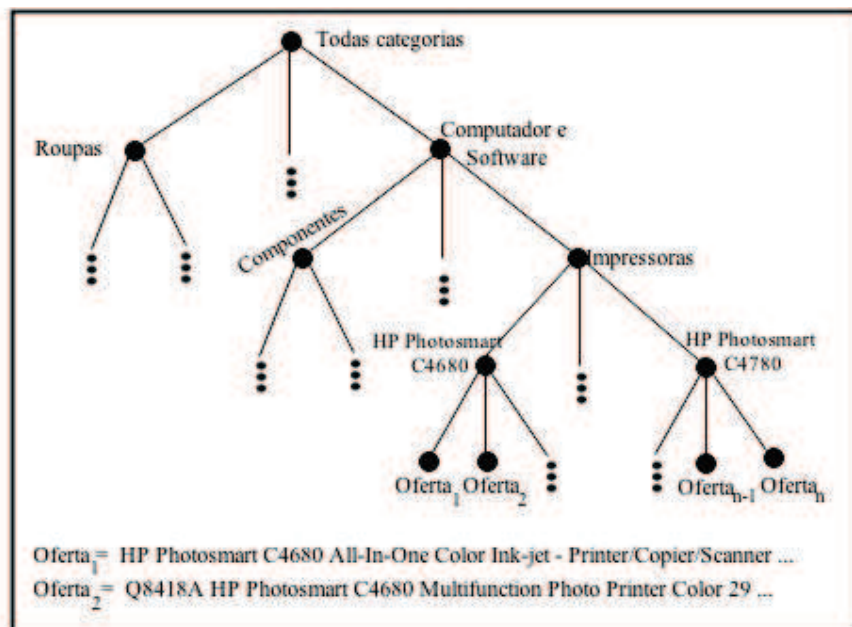 Todas categorias
Roupas
Computador e
Software
Componentes
Impressoras
HP Photosmart
C4680
HP Photosmart
C4780
Oferta1 Oferta2
Ofertan-1 Ofertan
Oferta1= HP Photosmart C4680 All-In-One Color Ink-jet - Printer/Copier/Scanner ...
Oferta2= Q8418A HP Photosmart C4680 Multifunction Photo Printer Color 29 ...